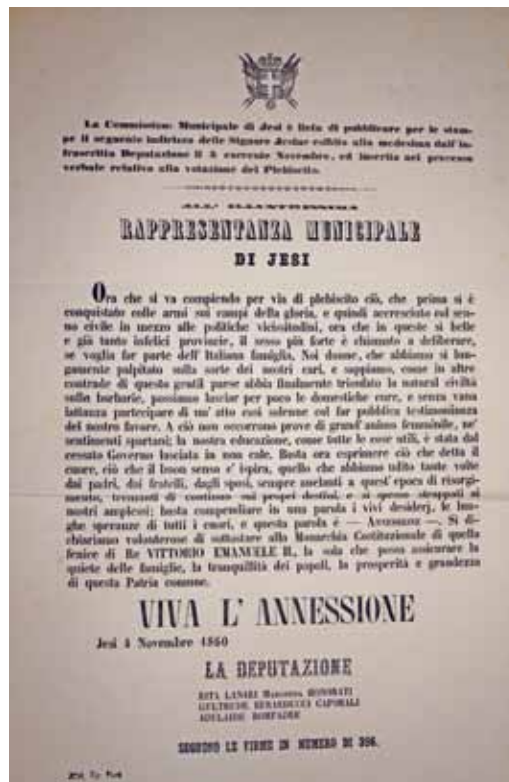 La Commissione Municipale di Jesi è lieta di pubblicare per le stam-
pe il seguente indirizzo delle Signore Jesine esibito alla medesima dall'in-
frascritta Deputazione il 5 corrente Novembre, ed inserito nel processo
verbale relativo alla votazione del Plebiscito.
ALL' ILLUSTRISSIMA
RAPPRESENTANZA MUNICIPALE
DI JESI
Ora che si va compiendo per via di plebiscito ciò, che prima si è
conquistato colle armi sui campi della gloria, e quindi accresciuto col sen-
no civile in mezzo alle politiche vicissitudini, ora che in queste sì belle
e già tanto infelici provincie, il sesso più forte è chiamato a deliberare,
se voglia far parte dell'Italiana famiglia, Noi donne, che abbiamo sì lun-
gamente palpitato sulla sorte dei nostri cari, e sappiamo, come in altre
contrade di questo gentil paese abbia finalmente trionfato la natural civiltà
sulla barbarie, possiamo lasciar per poco le domestiche cure, e senza vana
iattanza partecipare di un' atto così solenne col far pubblica testimonianza
del nostro favore. A ciò non occorrono prove di grand'animo femminile, ne'
sentimenti spartani; la nostra educazione, come tutte le cose utili, è stata dal
cessato Governo lasciata in non cale. Basta ora esprimere ciò che detta il
cuore, ciò che il buon senso c' ispira, quello che abbiamo udito tante volte
dai padri, dai fratelli, dagli sposi, sempre anelanti a quest' epoca di risorgi-
mento, di continuo sui propri destini, e sì spesso strappati ai
nostri amplessi; basta compendiare in una parola i vivi desiderj, le lun-
ghe speranze di tutti i cuori, e questa parola è — Annessione —. Si di-
chiariamo volonterose di sottostare alla Monarchia Costituzionale di quella
fenice di Re VITTORIO EMANUELE II., la sola che possa assicurare la
quiete delle famiglie, la tranquillità dei popoli, la prosperità e grandezza
di questa Patria comune.
VIVA L' ANNESSIONE
Jesi 4 Novembre 1860
LA DEPUTAZIONE
RITA LANARI Marchesa HONORATI
GELTRUDE BERARDUCCI CAPORALI
ADELAIDE
SEGUONO LE FIRME IN NUMERO DI 396.